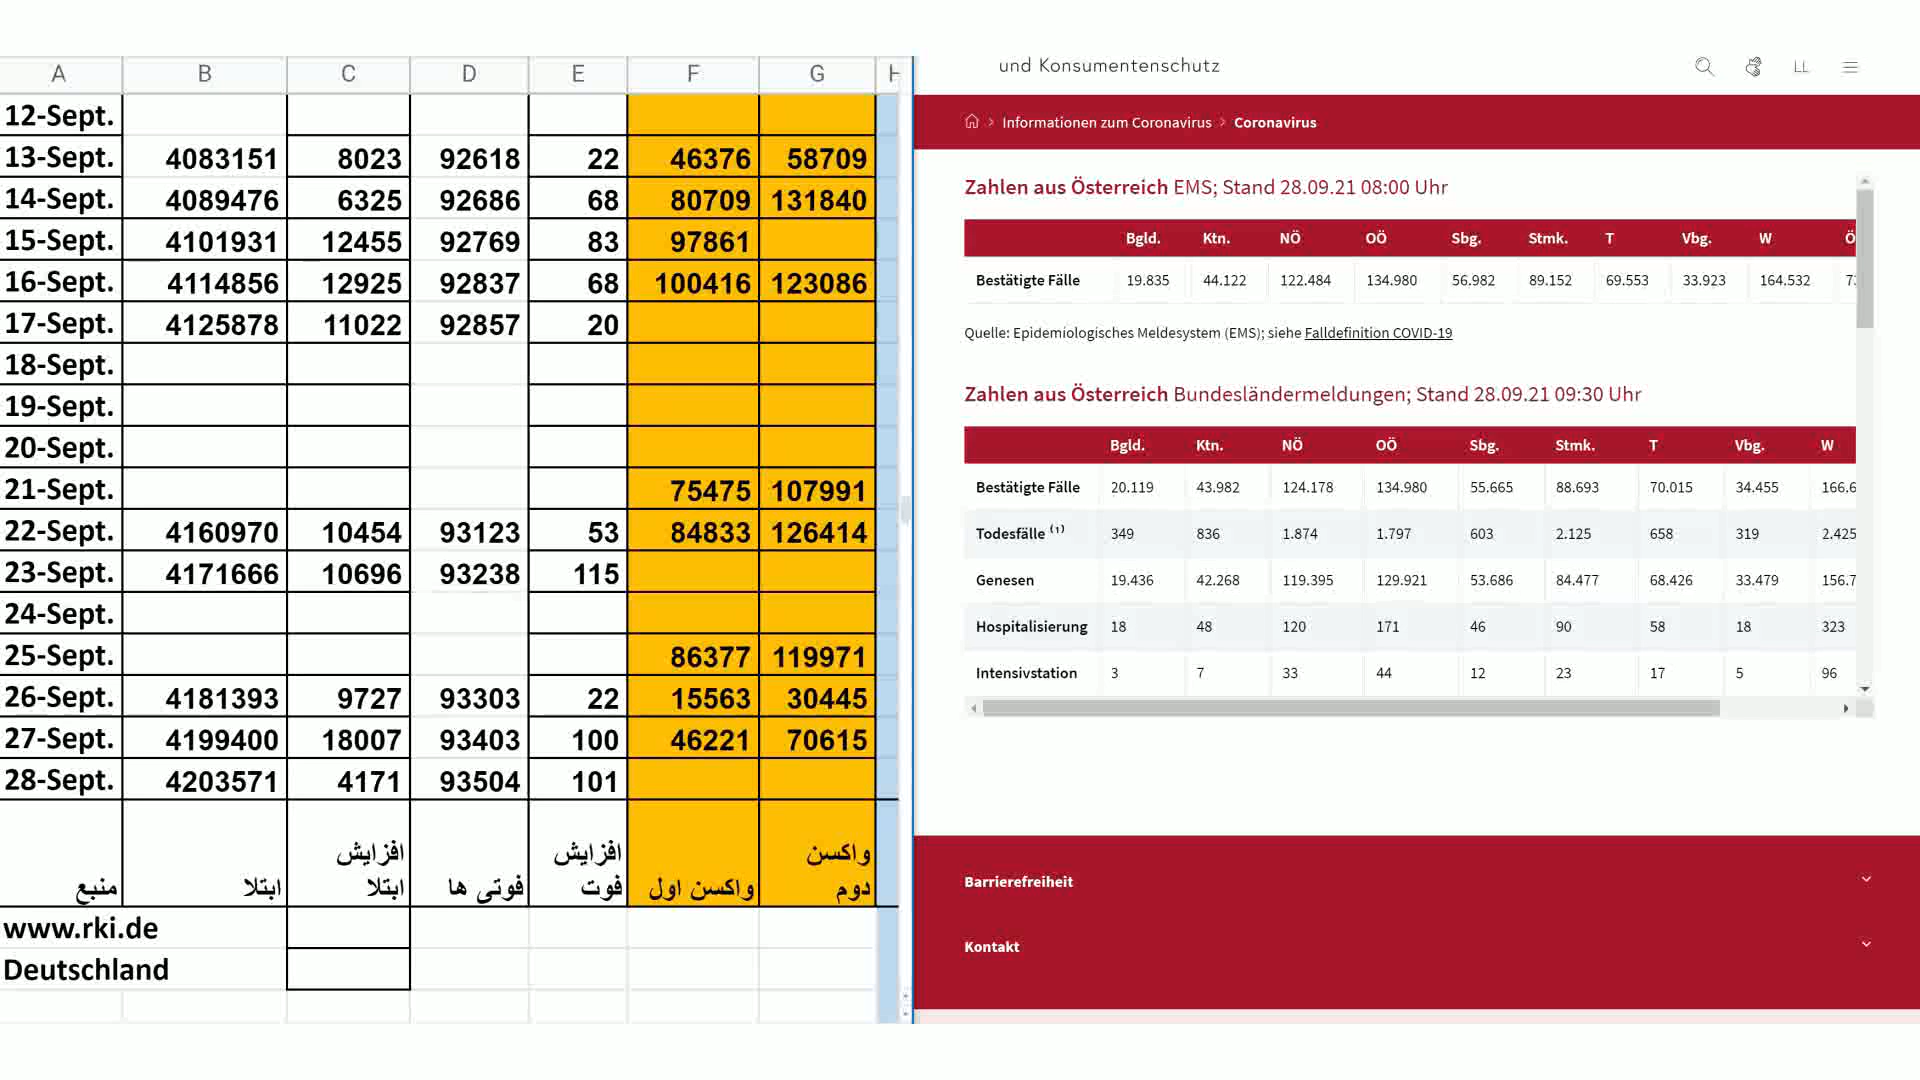 A B C D E F G H
12-Sept.
13-Sept. 4083151 8023 92618 22 46376 58709
14-Sept. 4089476 6325 92686 68 80709 131840
15-Sept. 4101931 12455 92769 83 97861
16-Sept. 4114856 12925 92837 68 100416 123086
17-Sept. 4125878 11022 92857 20
18-Sept.
19-Sept.
20-Sept.
21-Sept. 75475 107991
22-Sept. 4160970 10454 93123 53 84833 126414
23-Sept. 4171666 10696 93238 115
24-Sept.
25-Sept. 86377 119971
26-Sept. 4181393 9727 93303 22 15563 30445
27-Sept. 4199400 18007 93403 100 46221 70615
28-Sept. 4203571 4171 93504 101
منبع
ابتلا
افزایش
ابتلا
فوتی ها
افزایش
فوت
واکسن اول
واکسن
دوم
www.rki.de
Deutschland
und Konsumentenschutz
LL
> Informationen zum Coronavirus > Coronavirus
Zahlen aus Österreich EMS; Stand 28.09.21 08:00 Uhr
Bgld. Ktn. NÖ OÖ Sbg. Stmk. T Vbg. W Ö
Bestätigte Fälle 19.835 44.122 122.484 134.980 56.982 89.152 69.553 33.923 164.532 7
Quelle: Epidemiologisches Meldesystem (EMS); siehe Falldefinition COVID-19
Zahlen aus Österreich Bundesländermeldungen; Stand 28.09.21 09:30 Uhr
Bgld. Ktn. NÖ OÖ Sbg. Stmk. T Vbg. W
Bestätigte Fälle 20.119 43.982 124.178 134.980 55.665 88.693 70.015 34.455 166.6
Todesfälle (1) 349 836 1.874 1.797 603 2.125 658 319 2.425
Genesen 19.436 42.268 119.395 129.921 53.686 84.477 68.426 33.479 156.7
Hospitalisierung 18 48 120 171 46 90 58 18 323
Intensivstation 3 7 33 44 12 23 17 5 96
Barrierefreiheit
Kontakt